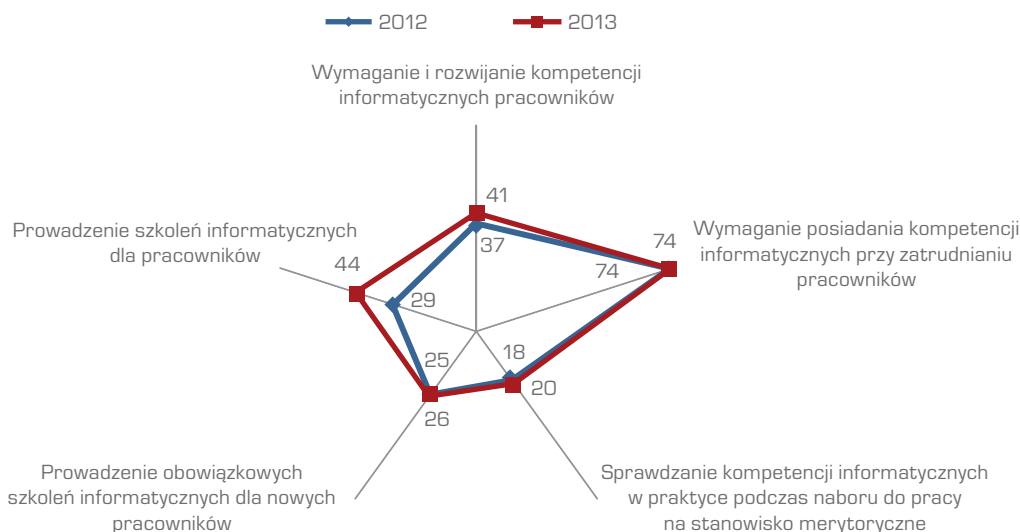 2012 2013
Wymaganie i rozwijanie kompetencji
informatycznych pracowników
41
37
Prowadzenie szkoleń informatycznych
dla pracowników
44
29
74
74
Wymaganie posiadania kompetencji
informatycznych przy zatrudnianiu
pracowników
25
26
18
20
Prowadzenie obowiązkowych
szkoleń informatycznych dla nowych
pracowników
Sprawdzanie kompetencji informatycznych
w praktyce podczas naboru do pracy
na stanowisko merytoryczne